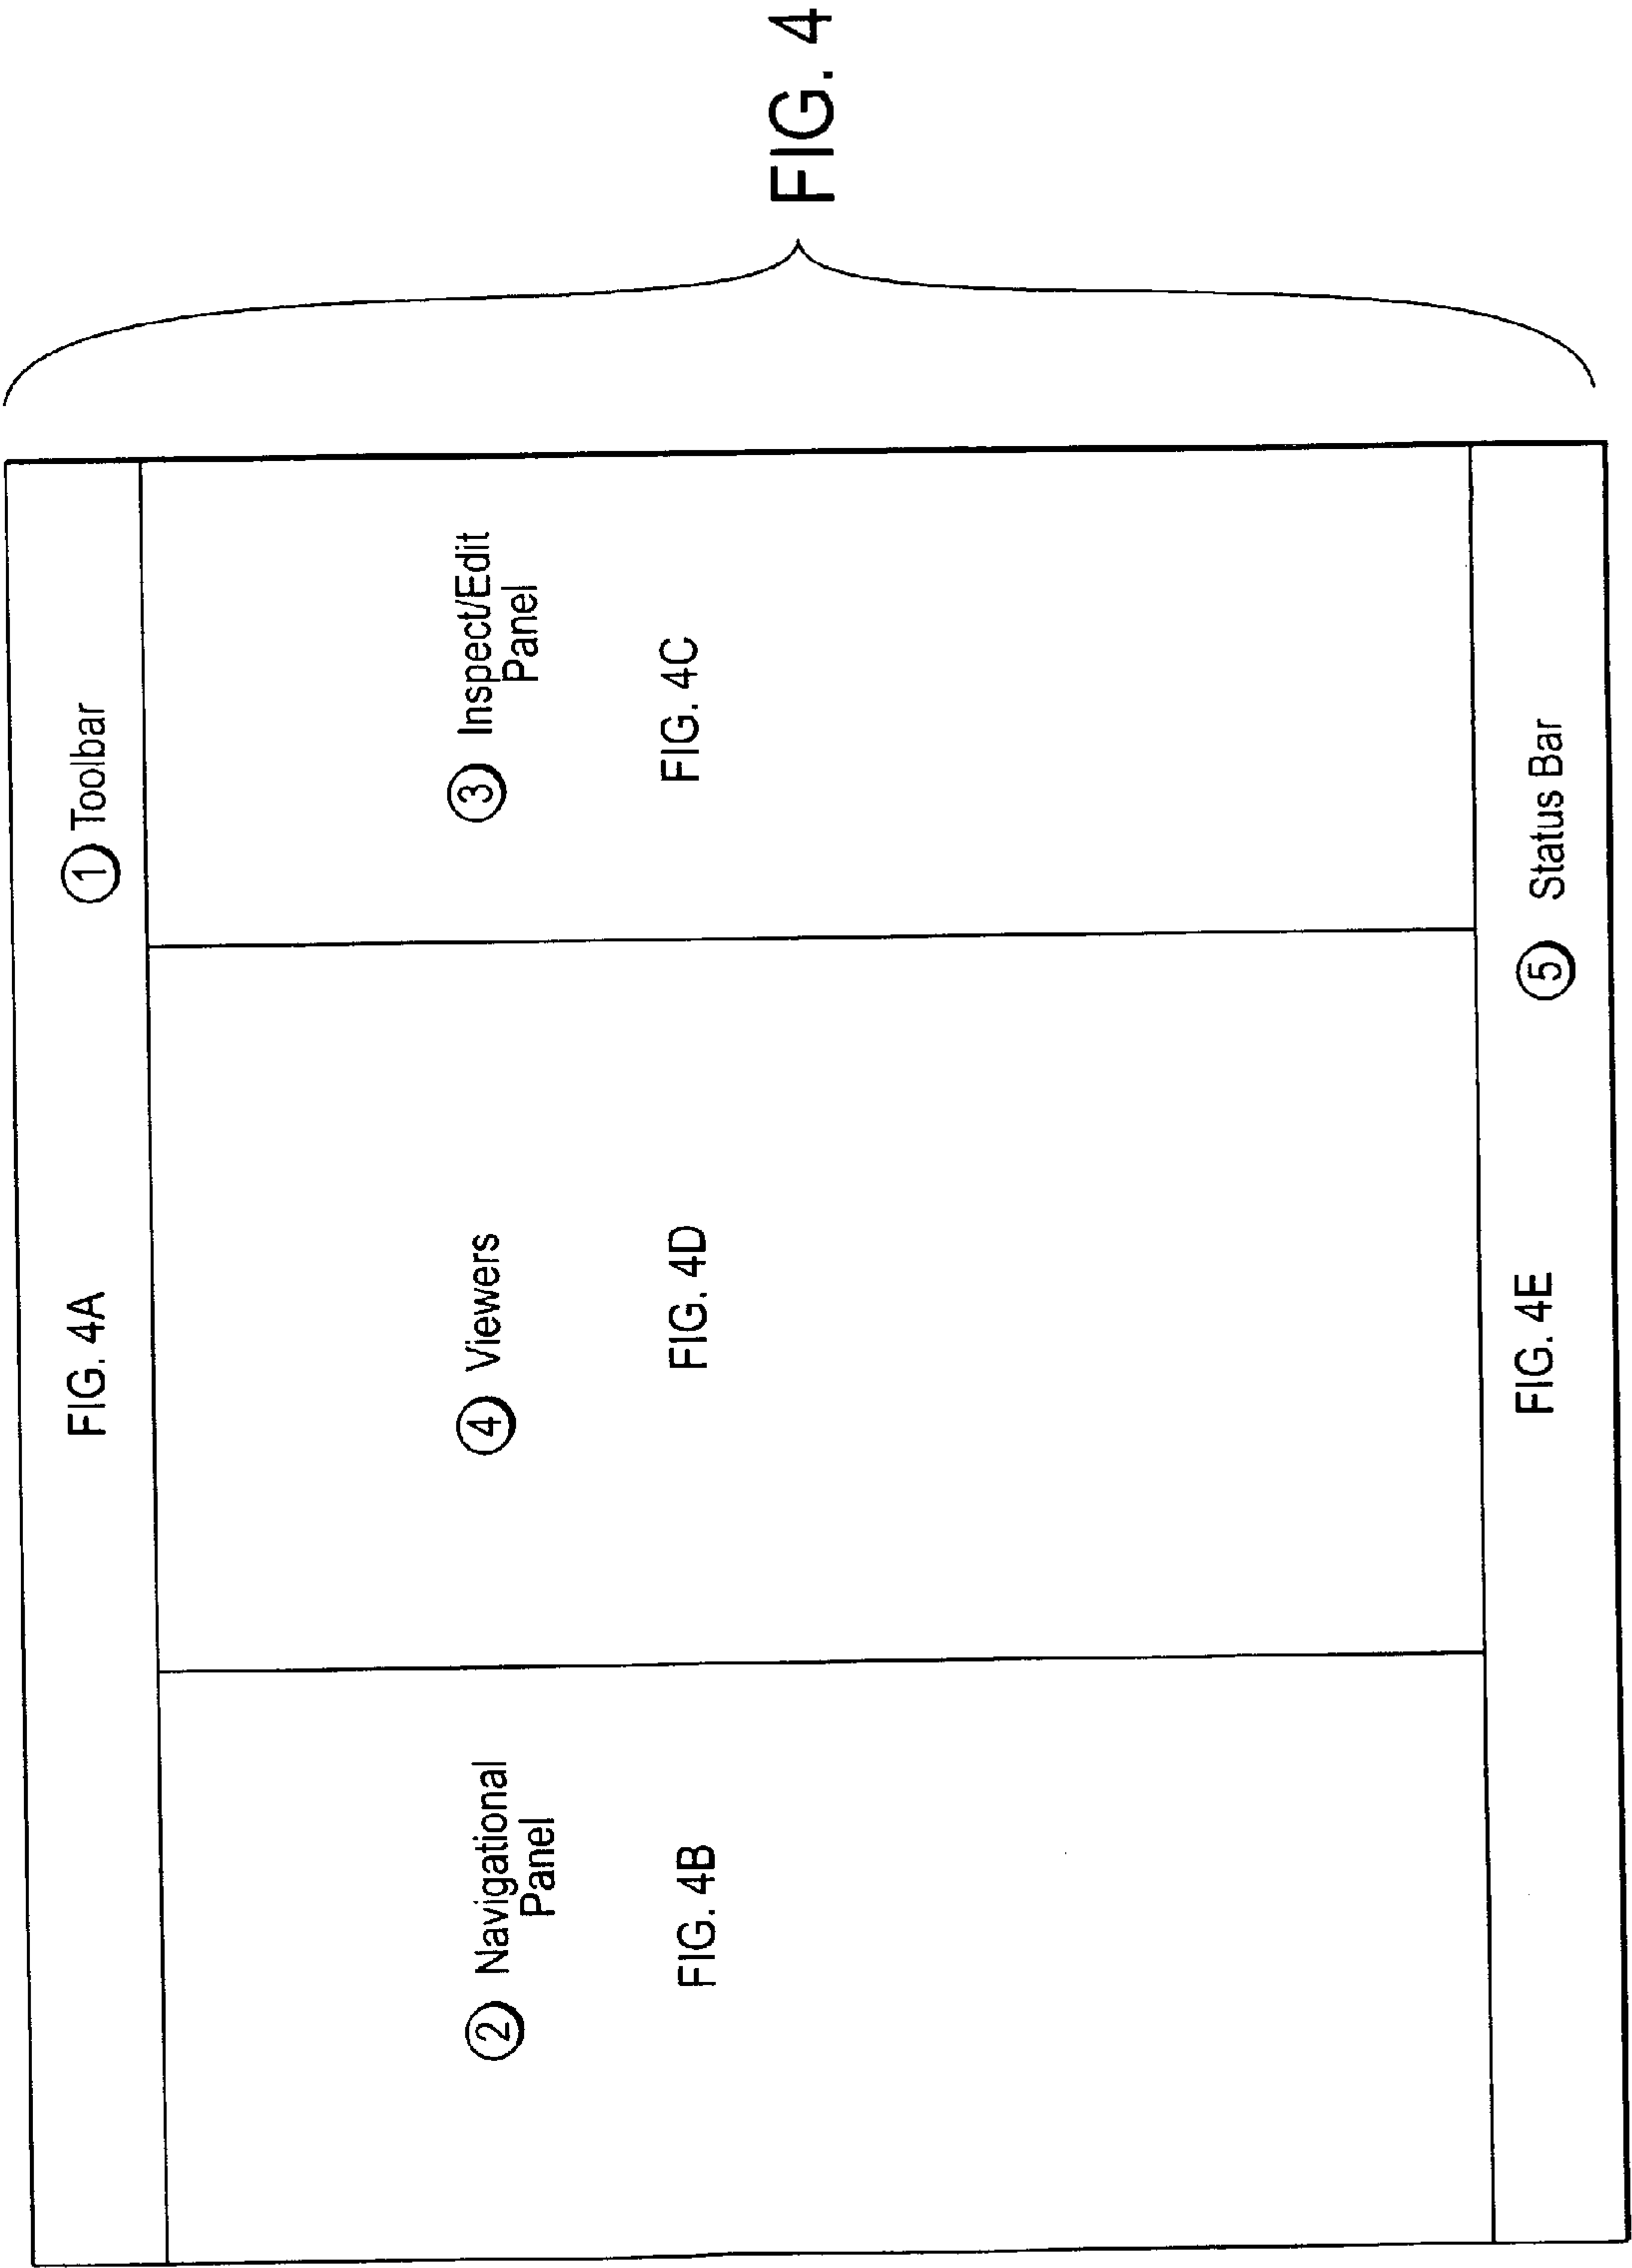 FIG. 4A ① Toolbar
② Navigational
Panel
FIG. 4B
④ Viewers
FIG. 4D
③ Inspect/Edit
Panel
FIG. 4C
FIG. 4E ⑤ Status Bar
FIG. 4